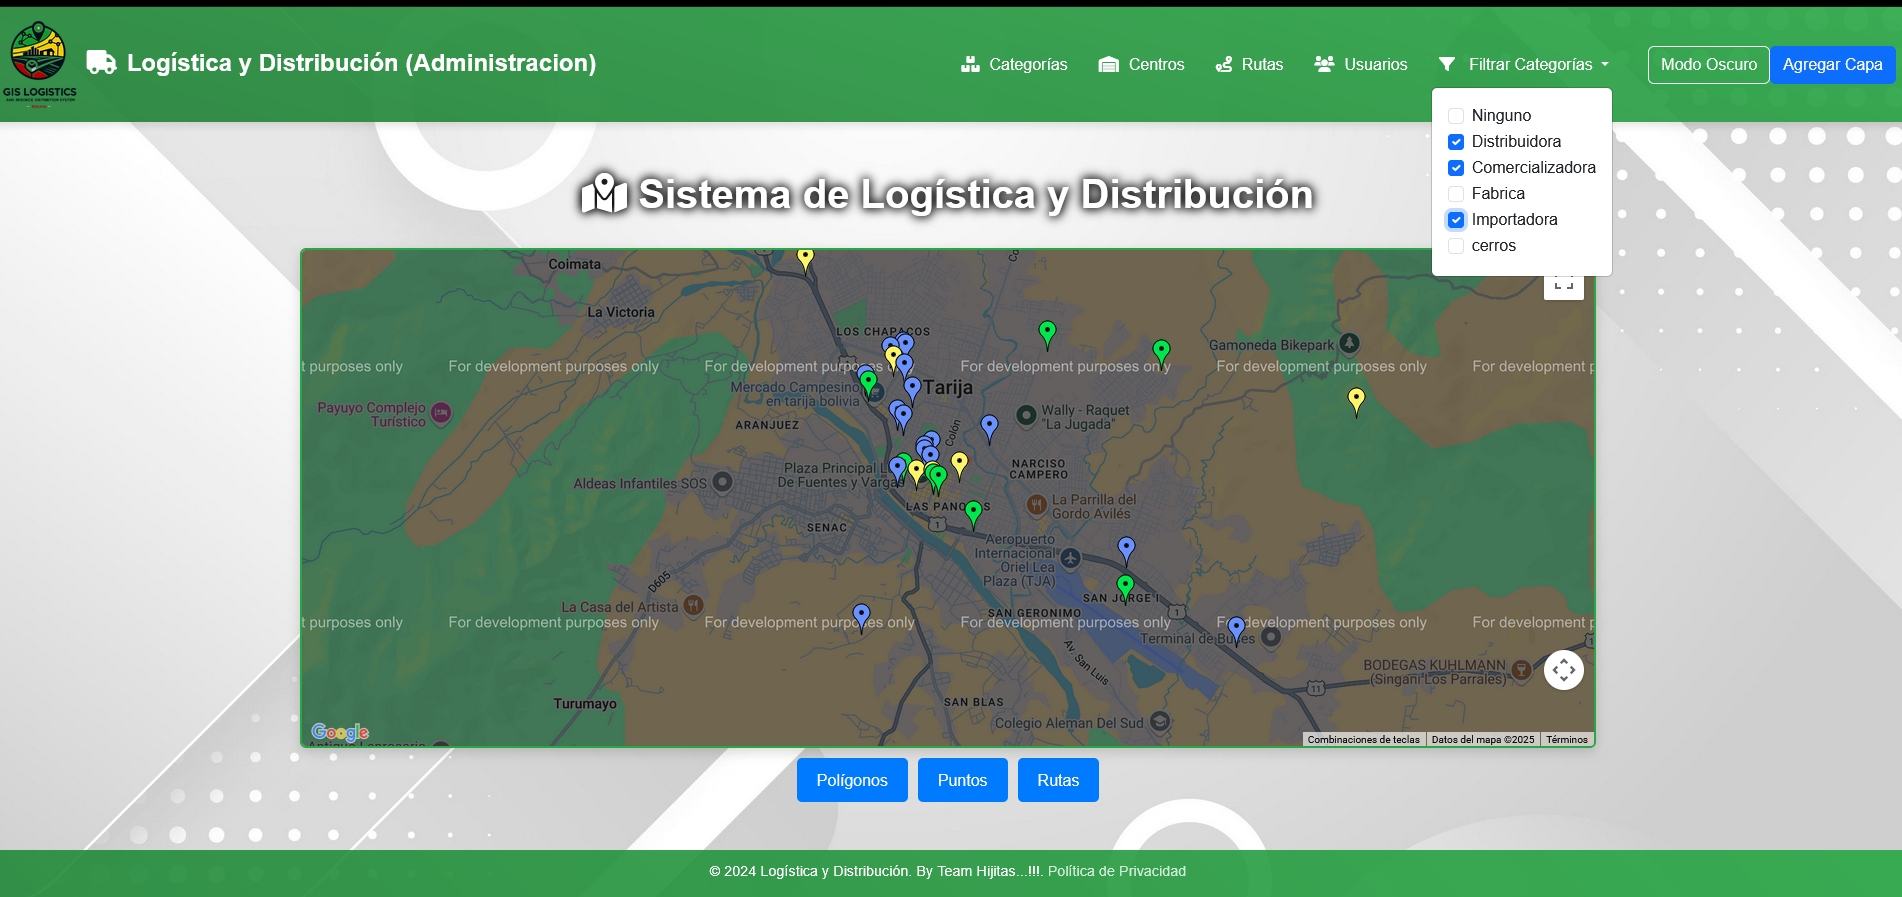 GIS LOGISTICS
Logística y Distribución (Administracion)
Categorías
Centros
Rutas
Usuarios
Filtrar Categorías
Modo Oscuro
Agregar Capa
Ninguno
Distribuidora
Comercializadora
Fabrica
Importadora
cerros
Sistema de Logística y Distribución
Coimata
La Victoria
LOS CHAPACOS
Gamoneda Bikepark
t purposes only
For development purposes only
For development purposes only
For development purposes only
For development purposes only
For development p
Mercado Campesino
en tarija bolivia
Tarija
Payuyo Complejo
Turístico
Wally - Raquet
"La Jugada"
ARANJUEZ
Colón
Plaza Principal L
De Fuentes y Vargas
NARCISO
CAMPERO
Aldeas Infantiles SOS
La Parrilla del
Gordo Avilés
LAS PANOSAS
1
SENAC
Aeropuerto
Internacional
Oriel Lea
Plaza (TJA)
D605
SAN JORGE I
La Casa del Artista
SAN GERONIMO
1
t purposes only
For development purposes only
For development purposes only
For development purposes only
For development purposes only
For development p
Terminal de Buses
1
Av. San Luis
BODEGAS KUHLMANN
(Singani Los Parrales)
11
Turumayo
SAN BLAS
Colegio Aleman Del Sud
Google
Combinaciones de teclas
Datos del mapa ©2025
Términos
Polígonos
Puntos
Rutas
© 2024 Logística y Distribución. By Team Hijitas...!!!. Política de Privacidad